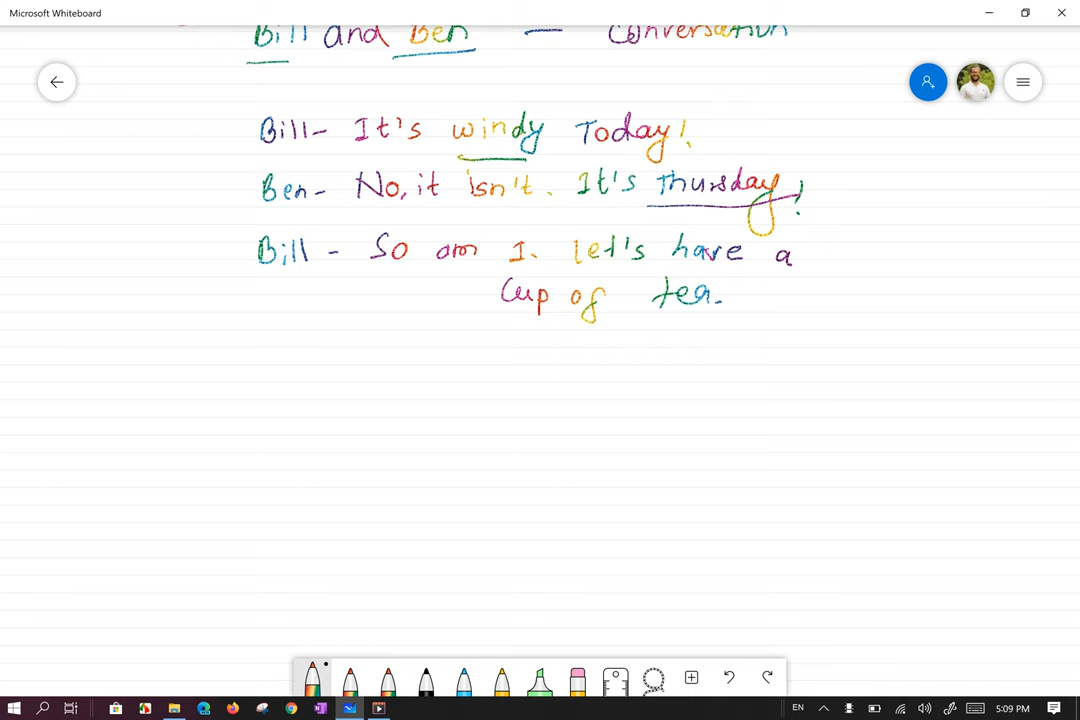 Microsoft Whiteboard
Bill and Ben - Conversation
Bill- It's windy Today!
Ben- No, it isn't. It's Thursday!
Bill - So am I. Let's have a
Cup of tea.
EN
5:09 PM